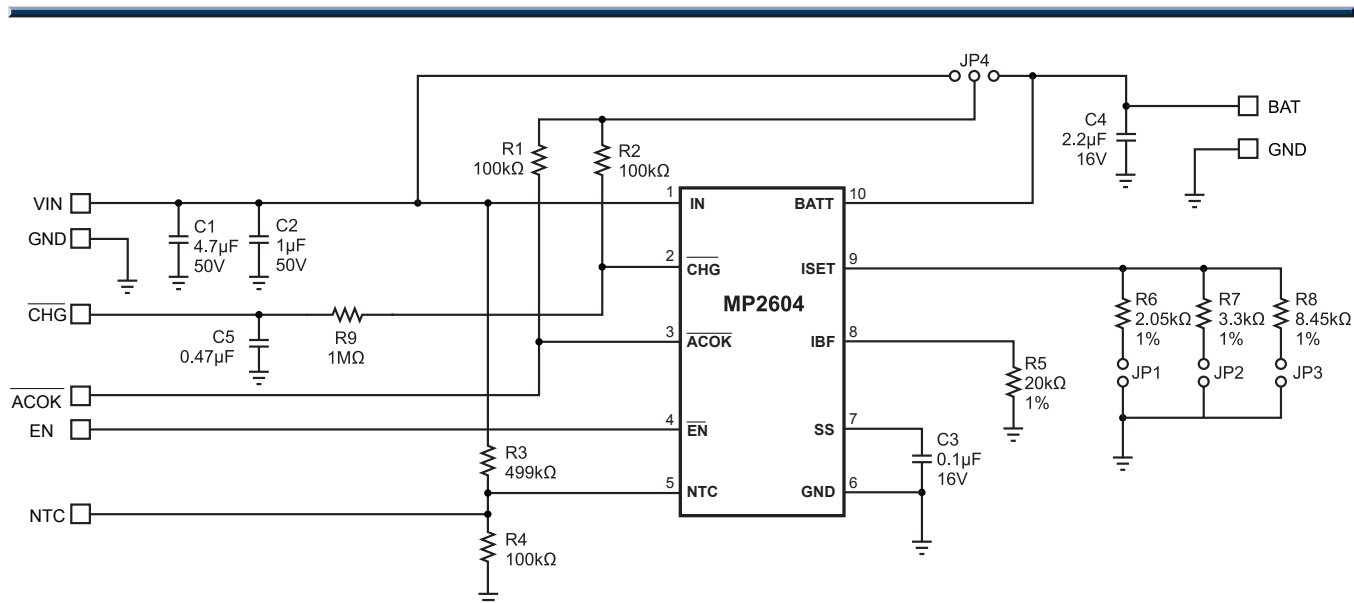 JP4
BAT
C4
2.2µF
16V
GND
R1
100kΩ
R2
100kΩ
VIN
GND
C1
4.7µF
50V
C2
1µF
50V
CHG
C5
0.47µF
R9
1MΩ
ACOK
EN
NTC
R3
499kΩ
R4
100kΩ
1
IN
2
CHG
3
ACOK
4
EN
5
NTC
MP2604
BATT
10
ISET
9
IBF
8
SS
7
GND
6
R5
20kΩ
1%
C3
0.1µF
16V
R6
2.05kΩ
1%
R7
3.3kΩ
1%
R8
8.45kΩ
1%
JP1
JP2
JP3